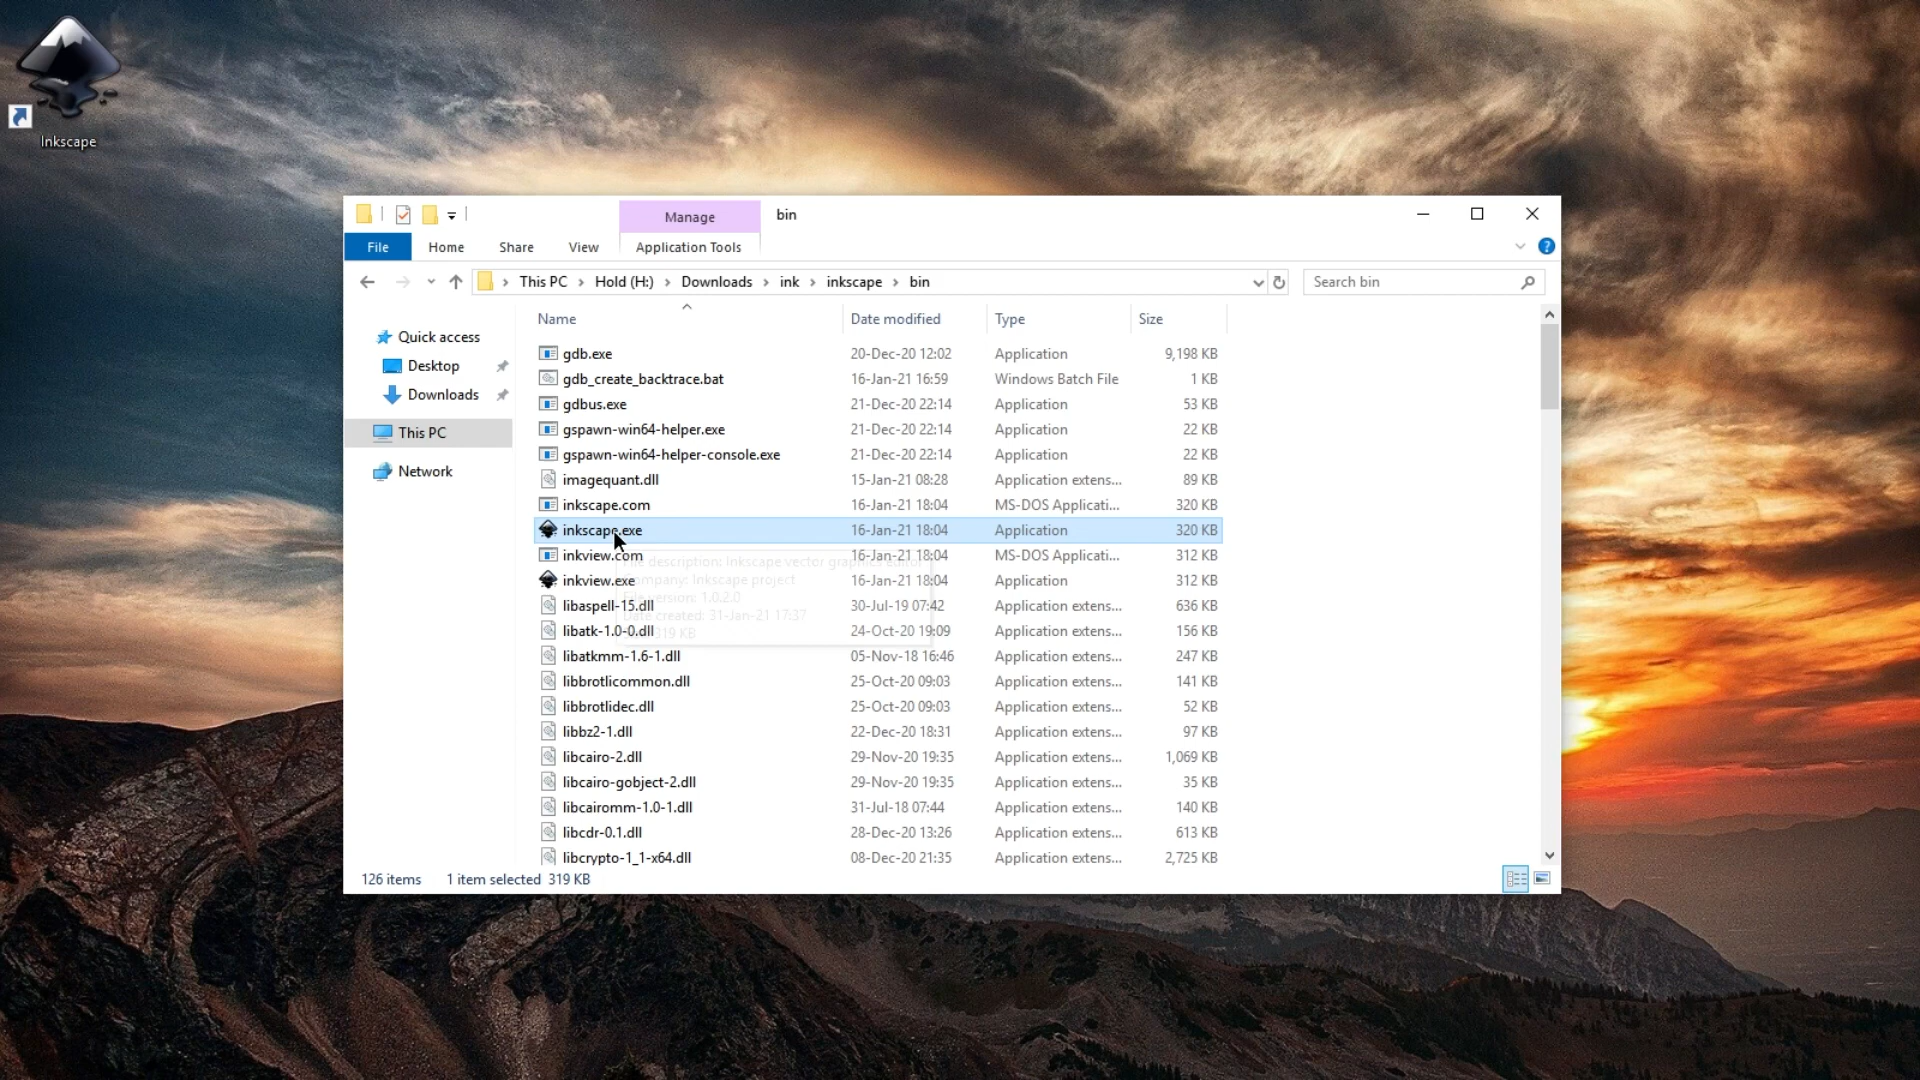 Inkscape
Manage
bin
File
Home
Share
View
Application Tools
This PC
Hold (H:)
Downloads
ink
inkscape
bin
Search bin
Quick access
Desktop
Downloads
This PC
Network
Name Date modified Type Size
gdb.exe 20-Dec-20 12:02 Application 9,198 KB
gdb_create_backtrace.bat 16-Jan-21 16:59 Windows Batch File 1 KB
gdbus.exe 21-Dec-20 22:14 Application 53 KB
gspawn-win64-helper.exe 21-Dec-20 22:14 Application 22 KB
gspawn-win64-helper-console.exe 21-Dec-20 22:14 Application 22 KB
imagequant.dll 15-Jan-21 08:28 Application extens... 89 KB
inkscape.com 16-Jan-21 18:04 MS-DOS Applicati... 320 KB
inkscape.exe 16-Jan-21 18:04 Application 320 KB
inkview.com 16-Jan-21 18:04 MS-DOS Applicati... 312 KB
File description: Inkscape vector graphics editor
inkview.exe 16-Jan-21 18:04 Application 312 KB
Company: Inkscape project
File version: 1.0.2.0
libaspell-15.dll 30-Jul-19 07:42 Application extens... 636 KB
Date created: 31-Jan-21 17:37
libatk-1.0-0.dll 24-Oct-20 19:09 Application extens... 156 KB
319 KB
libatkmm-1.6-1.dll 05-Nov-18 16:46 Application extens... 247 KB
libbrotlicommon.dll 25-Oct-20 09:03 Application extens... 141 KB
libbrotlidec.dll 25-Oct-20 09:03 Application extens... 52 KB
libbz2-1.dll 22-Dec-20 18:31 Application extens... 97 KB
libcairo-2.dll 29-Nov-20 19:35 Application extens... 1,069 KB
libcairo-gobject-2.dll 29-Nov-20 19:35 Application extens... 35 KB
libcairomm-1.0-1.dll 31-Jul-18 07:44 Application extens... 140 KB
libcdr-0.1.dll 28-Dec-20 13:26 Application extens... 613 KB
libcrypto-1_1-x64.dll 08-Dec-20 21:35 Application extens... 2,725 KB
126 items 1 item selected 319 KB